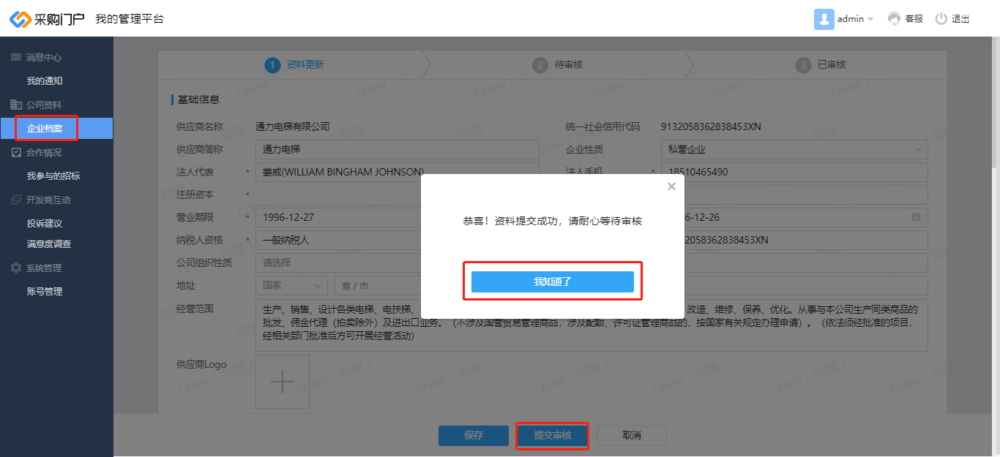 采购门户 我的管理平台 admin 客服 退出
消息中心
我的通知
公司资料
企业档案
合作情况
我参与的招标
开发商互动
投诉建议
满意度调查
系统管理
账号管理
1 资料更新 2 待审核 3 已审核
基础信息
供应商名称 通力电梯有限公司 统一社会信用代码 9132058362838453XN
供应商简称 通力电梯 企业性质 私营企业
法人代表 * 姜威(WILLIAM BINGHAM JOHNSON) 法人手机 * 18510465490
注册资本 *
营业期限 * 1996-12-27 6-12-26
纳税人资格 * 一般纳税人 2058362838453XN
公司组织性质 请选择
地址 国家 省 / 市
经营范围 生产、销售、设计各类电梯、电扶梯、 改造、维修、保养、优化。从事与本公司生产同类商品的
批发、佣金代理（拍卖除外）及进出口业务。（不涉及国营贸易管理商品，涉及配额、许可证管理商品的，按国家有关规定办理申请）。（依法须经批准的项目，
经相关部门批准后方可开展经营活动）
供应商Logo
恭喜！资料提交成功，请耐心等待审核
我知道了
保存 提交审核 取消
czww（勿删）